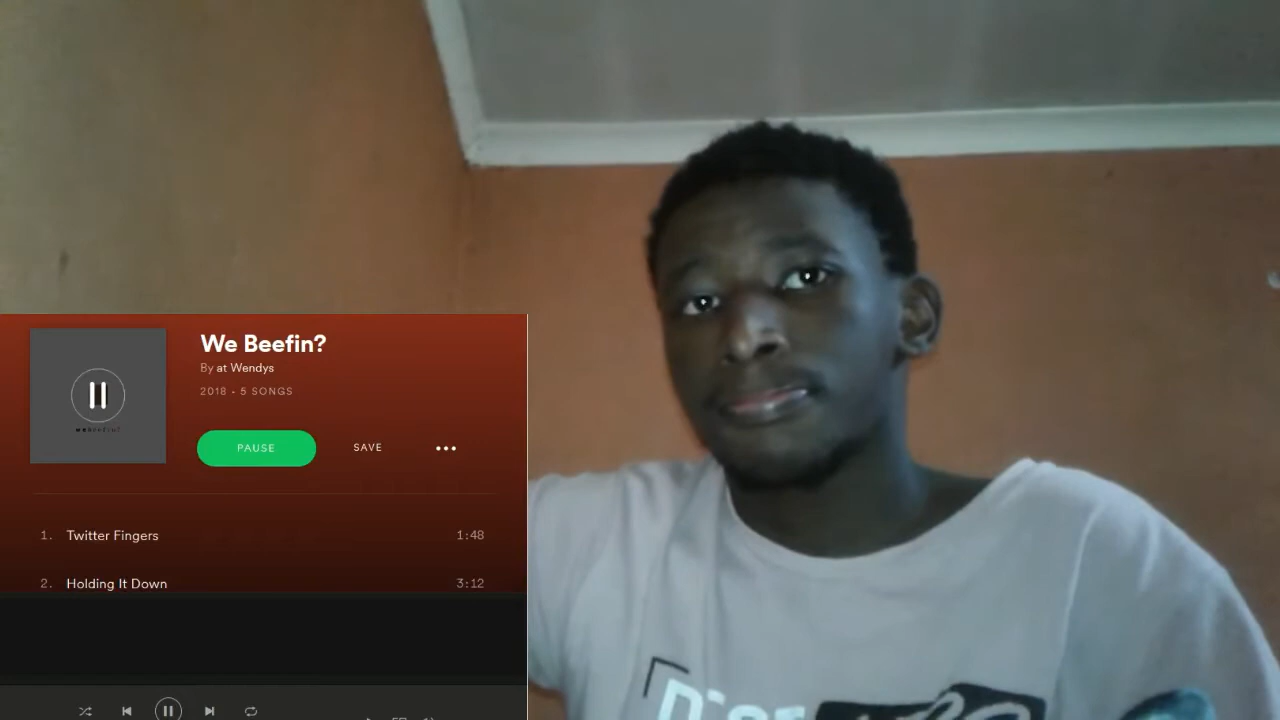 We Beefin?
By at Wendys
2018 - 5 SONGS
PAUSE
SAVE
1. Twitter Fingers 1:48
2. Holding It Down 3:12